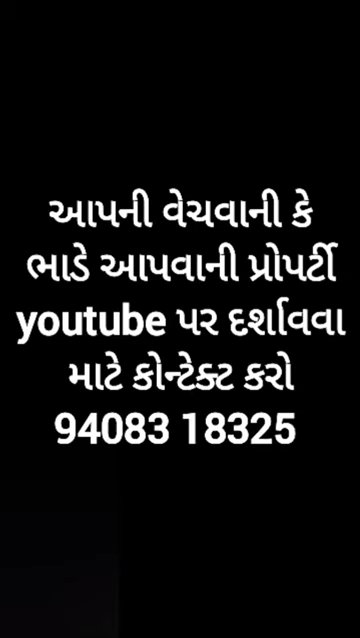 આપની વેચવાની કે
ભાડે આપવાની પ્રોપર્ટી
youtube પર દર્શાવવા
માટે કોન્ટેક્ટ કરો
94083 18325